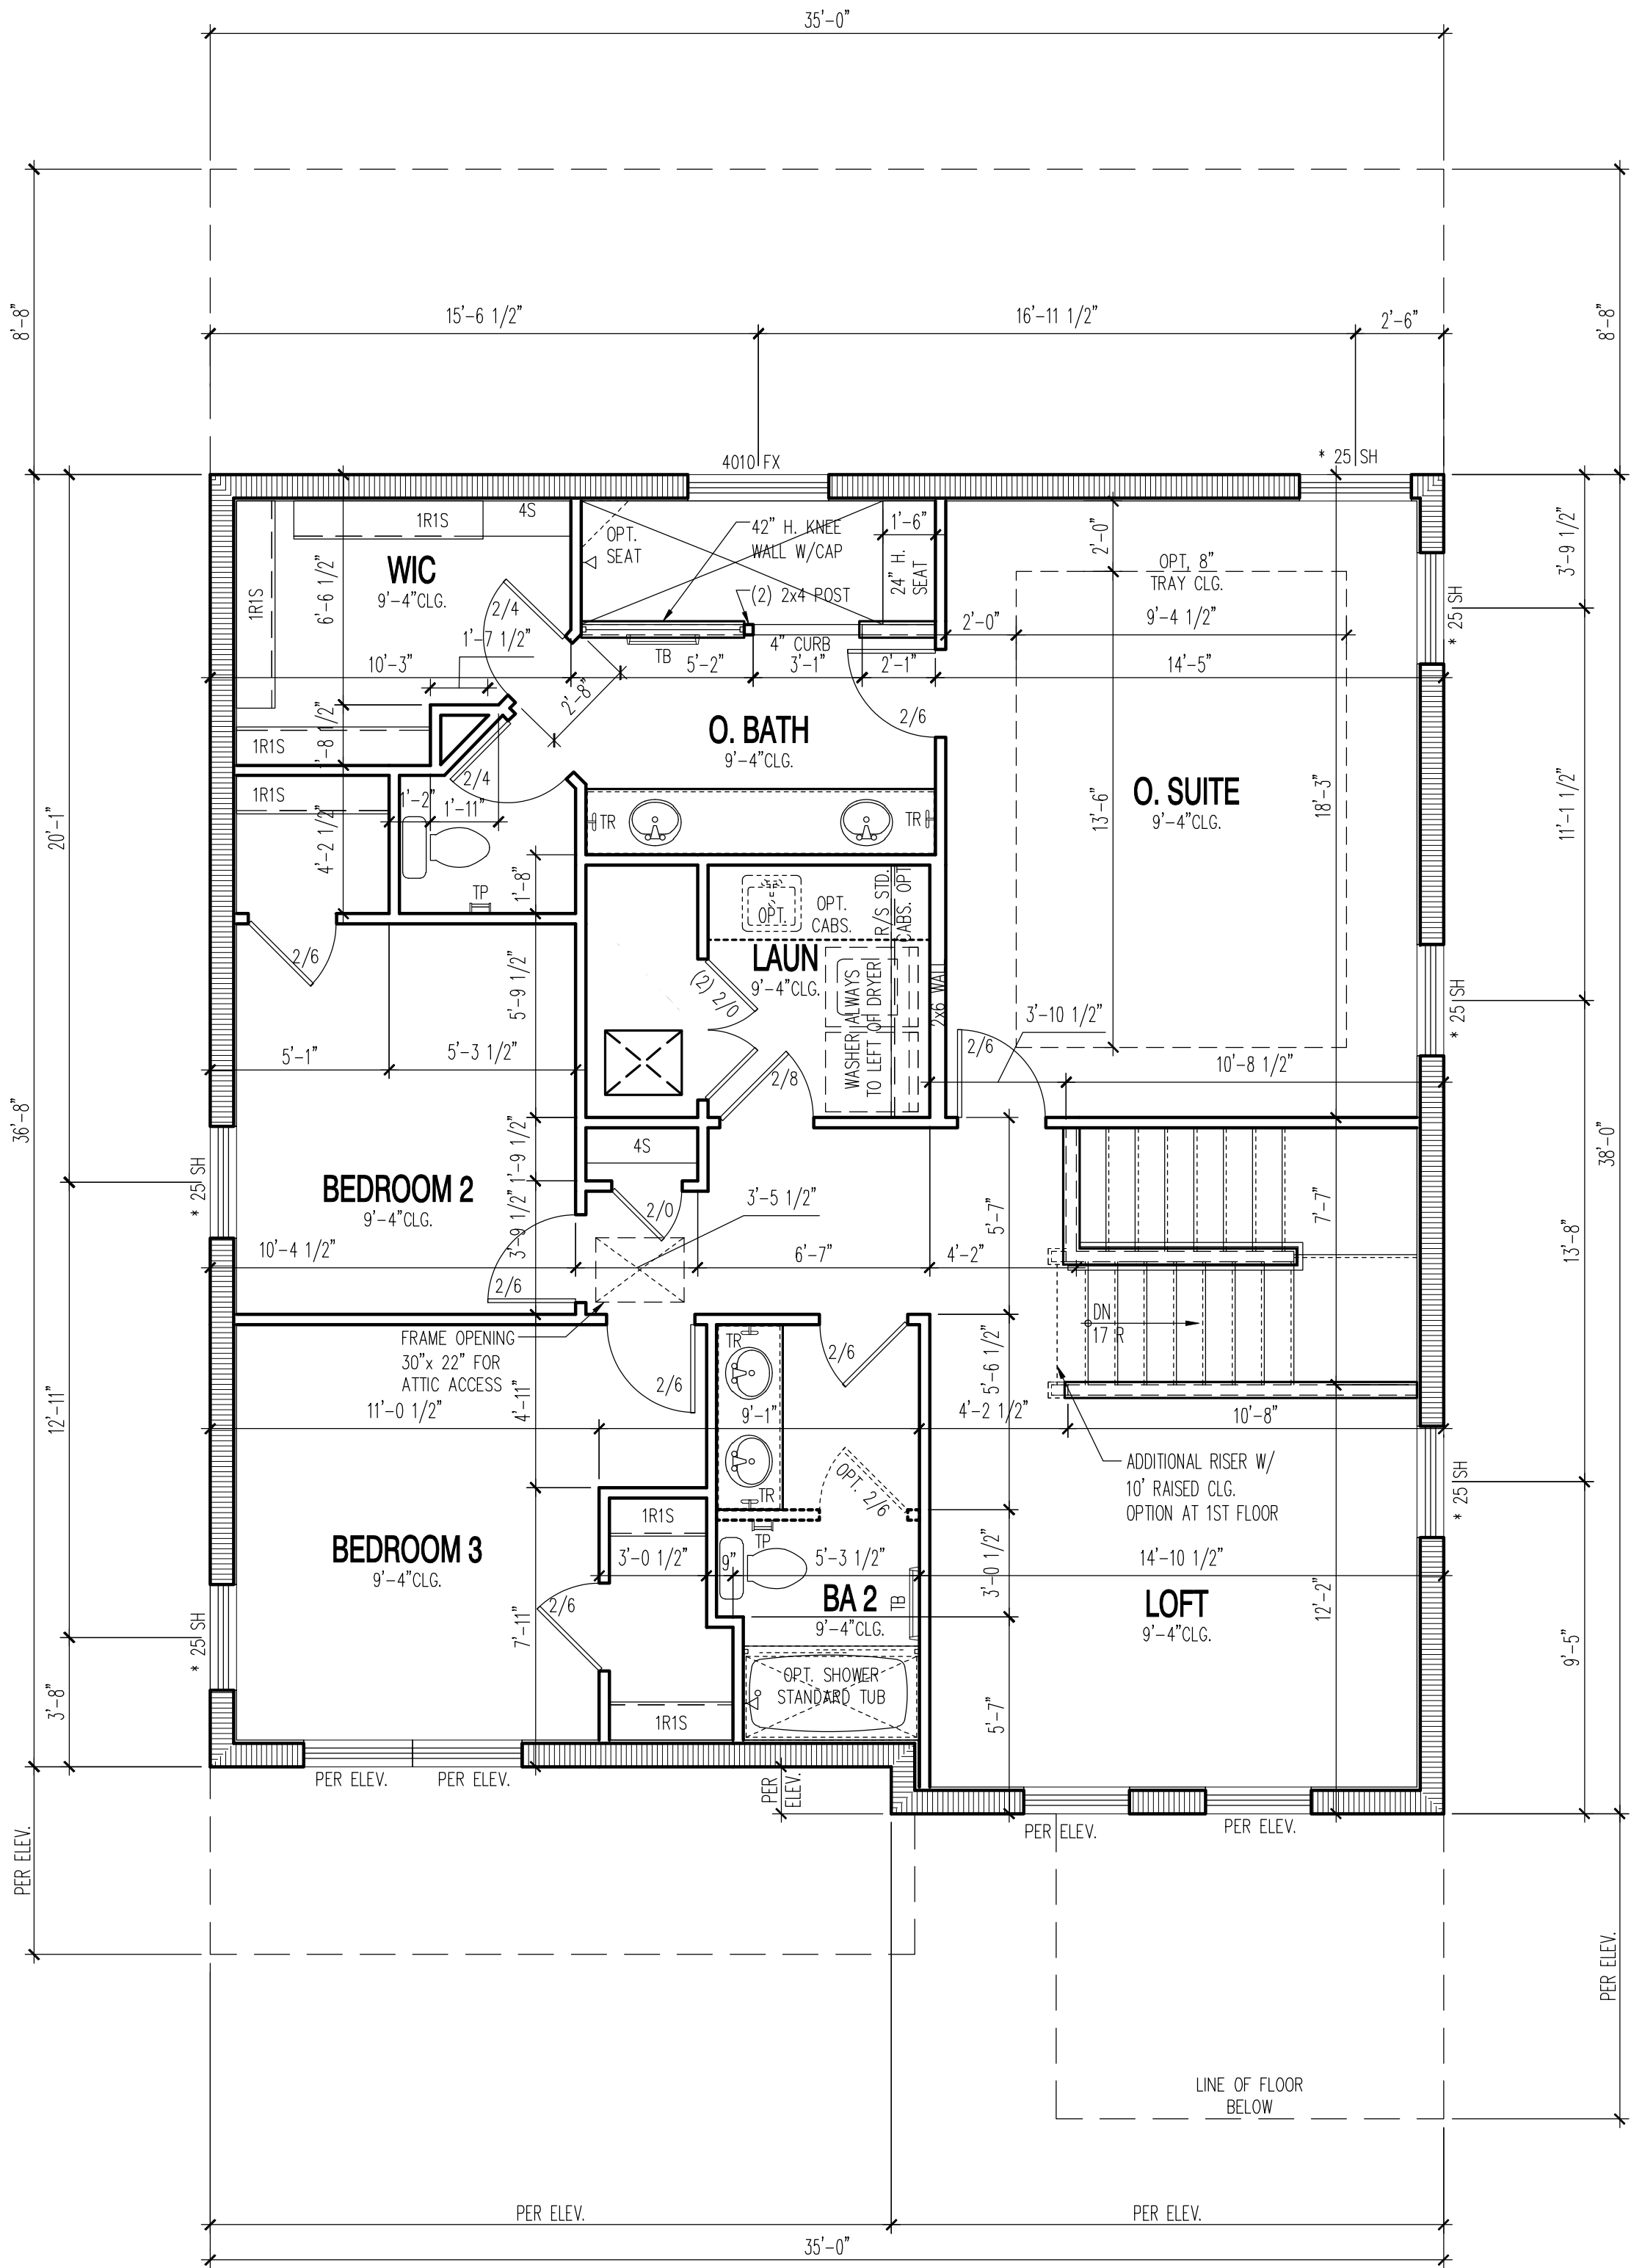 35'-0"
8'-8"
15'-6 1/2"
16'-11 1/2"
2'-6"
8'-8"
4010 FX
* 25 SH
1R1S
4S
OPT.
SEAT
42" H. KNEE
WALL W/CAP
1'-6"
24" H.
SEAT
2'-0"
OPT, 8"
TRAY CLG.
9'-4 1/2"
3'-9 1/2"
* 25 SH
WIC
9'-4"CLG.
6'-6 1/2"
1R1S
2/4
(2) 2x4 POST
2'-0"
1'-7 1/2"
TB
4" CURB
10'-3"
5'-2"
3'-1"
2'-1"
14'-5"
2'-8"
2/6
1R1S
O. BATH
9'-4"CLG.
O. SUITE
9'-4"CLG.
13'-6"
18'-3"
11'-1 1/2"
20'-1"
1R1S
2/4
1'-2"
1'-11"
4'-2 1/2"
TR
TR
TP
1'-8"
OPT.
OPT.
CABS.
R/S STD.
CABS. OPT
LAUN
9'-4"CLG.
2/6
5'-9 1/2"
(2) 2/0
WASHER ALWAYS
TO LEFT OF DRYER
2x6 WALL
3'-10 1/2"
* 25 SH
5'-1"
5'-3 1/2"
2/8
2/6
10'-8 1/2"
36'-8"
38'-0"
4S
1'-9 1/2"
BEDROOM 2
9'-4"CLG.
* 25 SH
3'-9 1/2"
2/0
3'-5 1/2"
5'-7"
7'-7"
10'-4 1/2"
6'-7"
4'-2"
13'-8"
2/6
FRAME OPENING
30"x 22" FOR
ATTIC ACCESS
TR
2/6
2/6
DN
17 R
5'-6 1/2"
12'-11"
11'-0 1/2"
4'-11"
9'-1"
4'-2 1/2"
10'-8"
ADDITIONAL RISER W/
10' RAISED CLG.
OPTION AT 1ST FLOOR
OPT. 2/6
TR
* 25 SH
1R1S
TP
BEDROOM 3
9'-4"CLG.
3'-0 1/2"
9"
5'-3 1/2"
3'-0 1/2"
14'-10 1/2"
2/6
7'-11"
BA 2
9'-4"CLG.
TB
LOFT
9'-4"CLG.
12'-2"
9'-5"
* 25 SH
3'-8"
OPT. SHOWER
STANDARD TUB
5'-7"
1R1S
PER ELEV.
PER ELEV.
PER
ELEV.
PER ELEV.
PER ELEV.
PER ELEV.
PER ELEV.
LINE OF FLOOR
BELOW
PER ELEV.
PER ELEV.
35'-0"